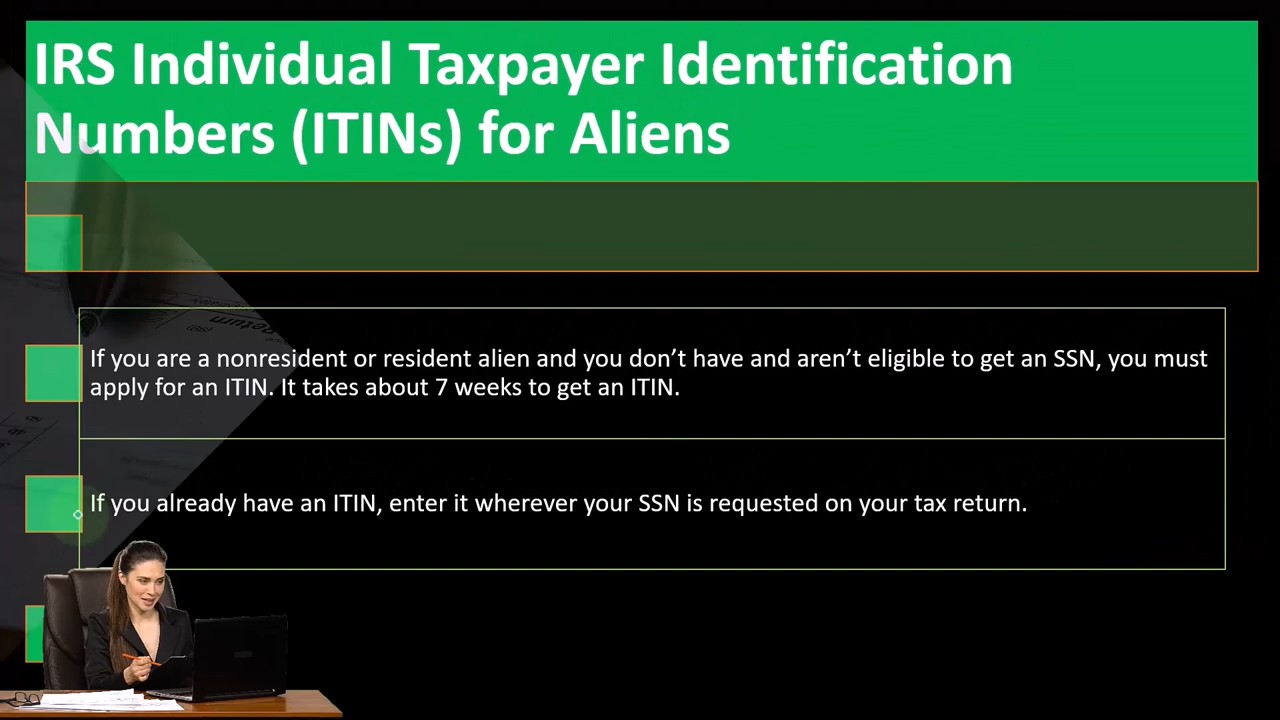 IRS Individual Taxpayer Identification
Numbers (ITINs) for Aliens
If you are a nonresident or resident alien and you don’t have and aren’t eligible to get an SSN, you must
apply for an ITIN. It takes about 7 weeks to get an ITIN.
If you already have an ITIN, enter it wherever your SSN is requested on your tax return.